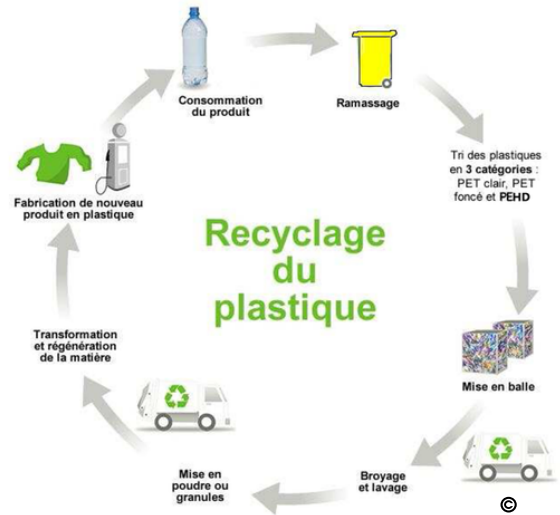 Consommation
du produit
Ramassage
Tri des plastiques
en 3 catégories :
PET clair, PET
foncé et PEHD
Mise en balle
Broyage
et lavage
Mise en
poudre ou
granules
Transformation
et régénération
de la matière
Fabrication de nouveau
produit en plastique
Recyclage
du
plastique
©